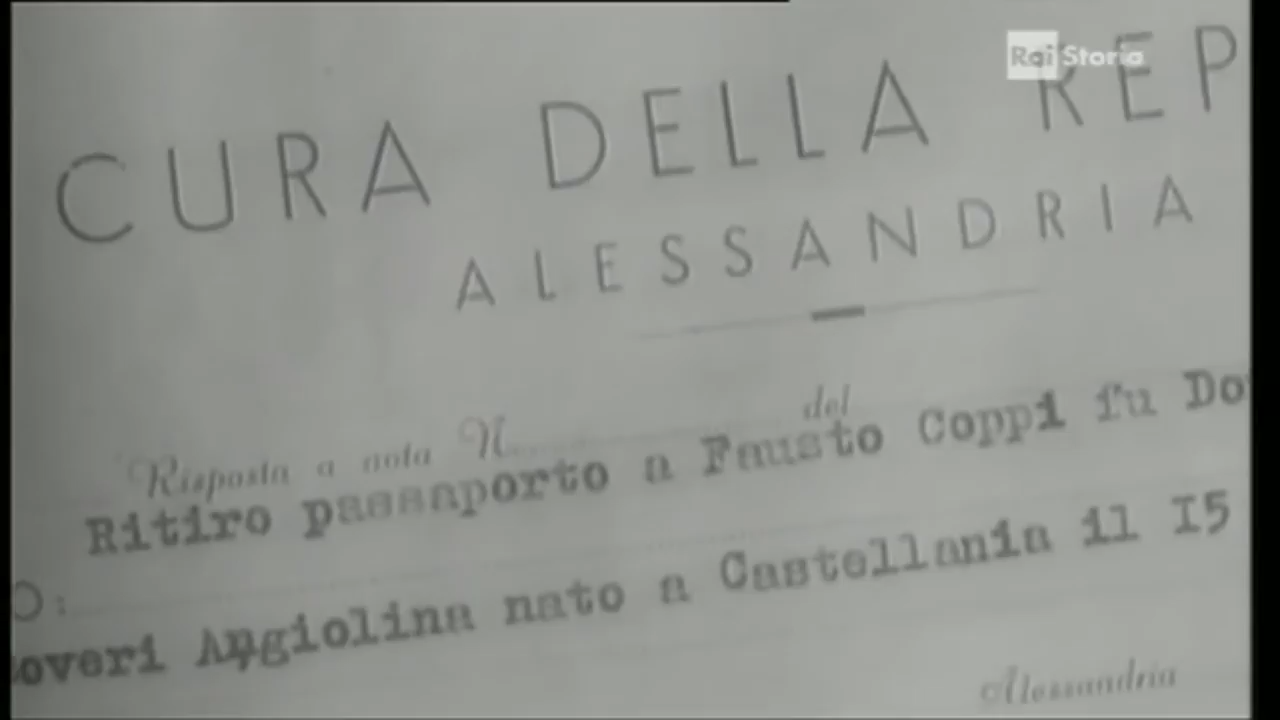 Rai Storia
CURA DELLA REP
ALESSANDRIA
Risposta a nota N. del
Ritiro passaporto a Fausto Coppi fu Do
O:
overi Angiolina nato a Castellania il I5
Alessandria